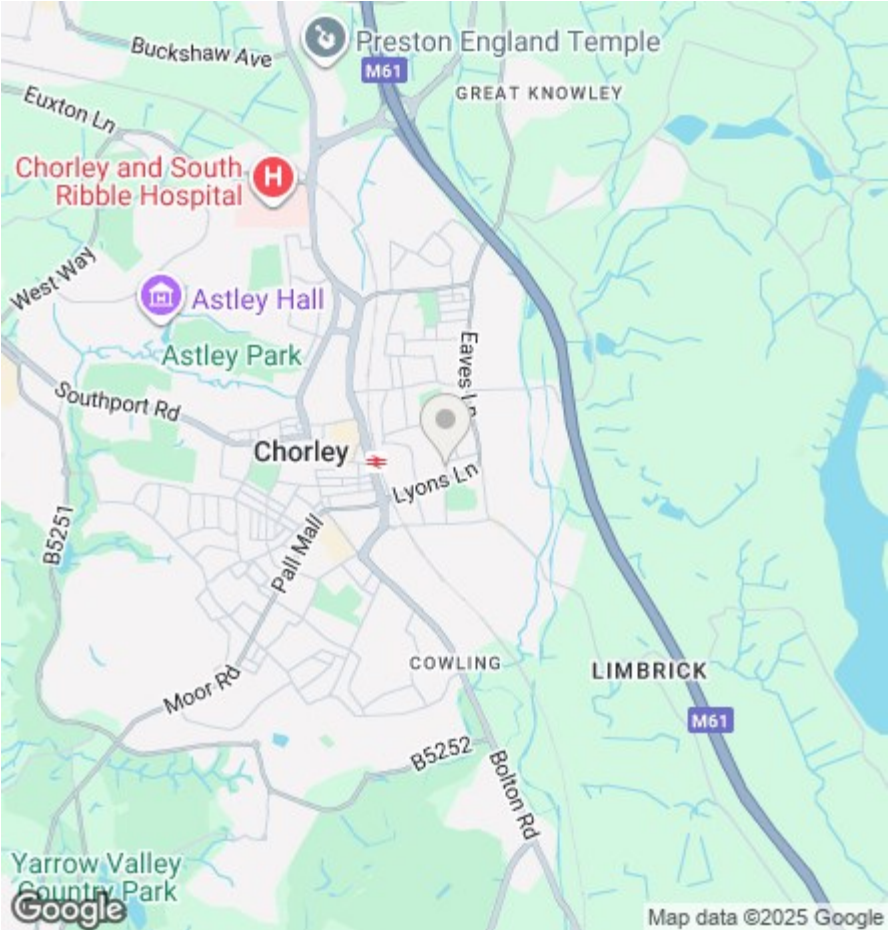 Buckshaw Ave
Preston England Temple
M61
GREAT KNOWLEY
Euxton Ln
Chorley and South
Ribble Hospital
H
West Way
Astley Hall
Astley Park
Eaves Ln
Southport Rd
Chorley
Lyons Ln
B5251
Pall Mall
COWLING
LIMBRICK
Moor Rd
M61
B5252
Bolton Rd
Yarrow Valley
Country Park
Google
Map data ©2025 Google